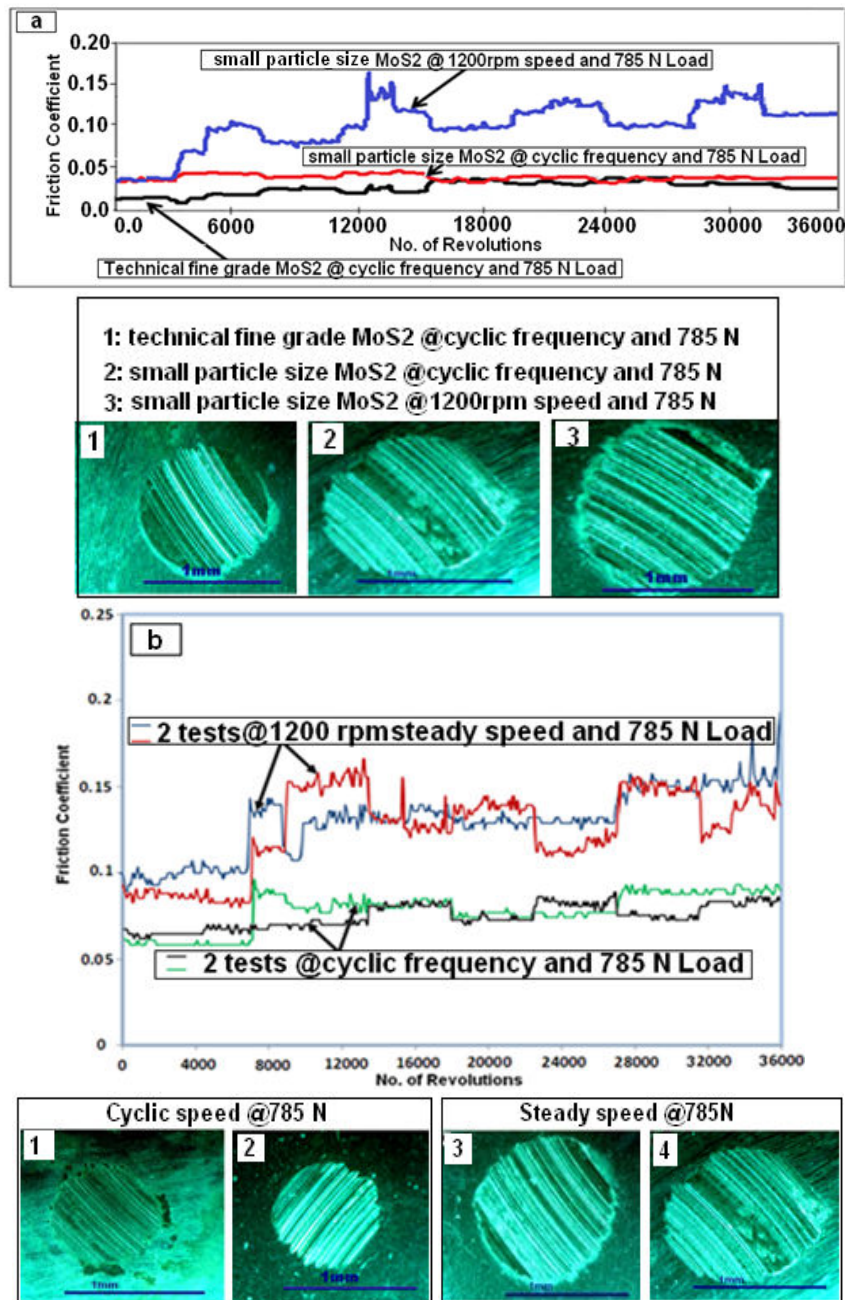 a
0.20
0.15
0.10
0.05
0.0
Friction Coefficient
small particle size MoS2 @ 1200rpm speed and 785 N Load
small particle size MoS2 @ cyclic frequency and 785 N Load
0.0 6000 12000 18000 24000 30000 36000
No. of Revolutions
Technical fine grade MoS2 @ cyclic frequency and 785 N Load
1: technical fine grade MoS2 @cyclic frequency and 785 N
2: small particle size MoS2 @cyclic frequency and 785 N
3: small particle size MoS2 @1200rpm speed and 785 N
1
1mm
2
1mm
3
1mm
b
0.25
0.2
0.15
0.1
0.05
0
Friction Coefficient
2 tests@1200 rpmsteady speed and 785 N Load
2 tests @cyclic frequency and 785 N Load
0 4000 8000 12000 16000 20000 24000 28000 32000 36000
No. of Revolutions
Cyclic speed @785 N
1
1mm
2
1mm
Steady speed @785N
3
1mm
4
1mm